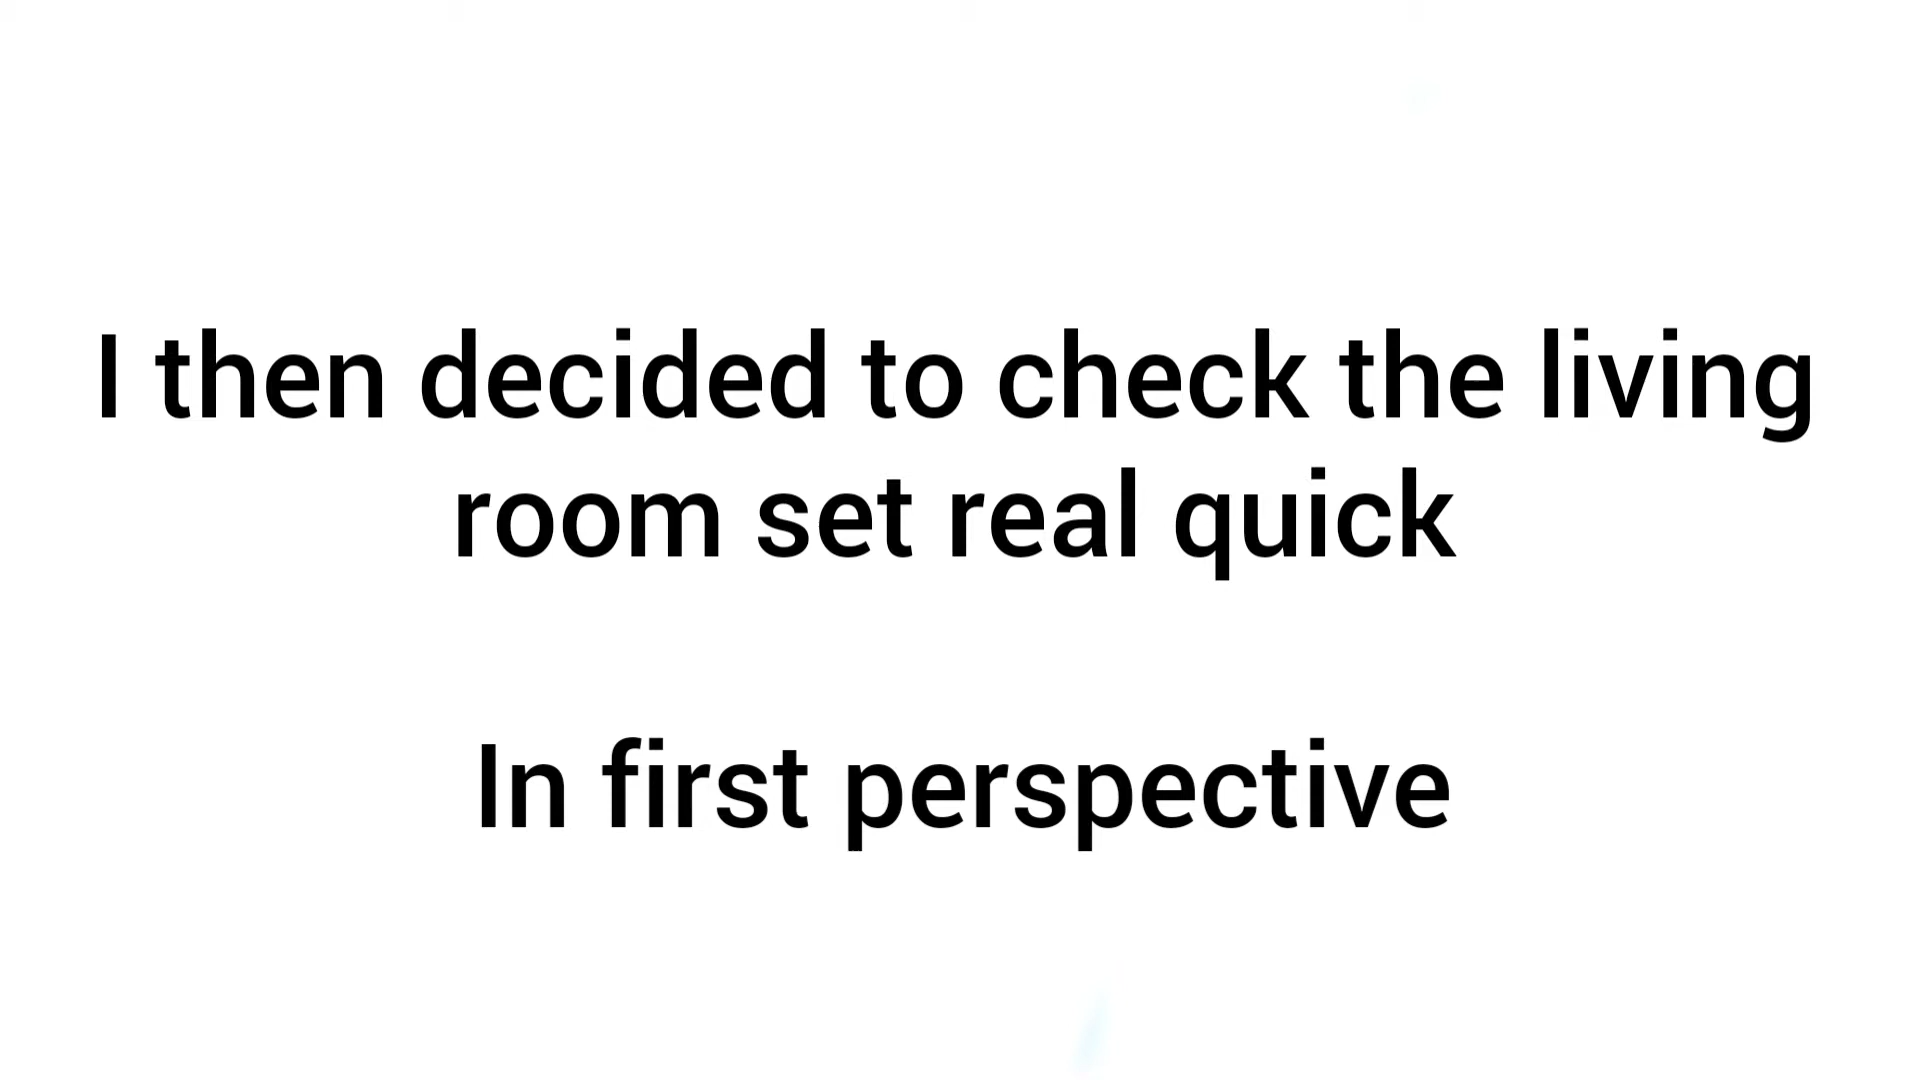 I then decided to check the living
room set real quick
In first perspective